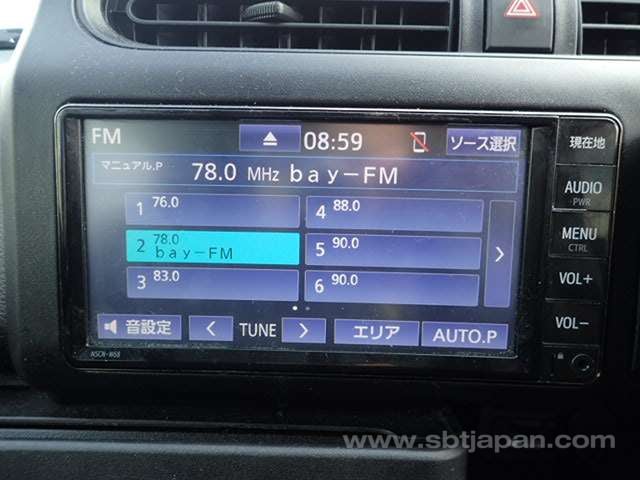 FM 08:59 ソース選択
マニュアル.P 78.0 MHz bay-FM
1 76.0
4 88.0
2 78.0 bay-FM
5 90.0
3 83.0
6 90.0
音設定 TUNE エリア AUTO.P
NSCN-W68
現在地
AUDIO
PWR
MENU
CTRL
VOL+
VOL-
www.sbtjapan.com